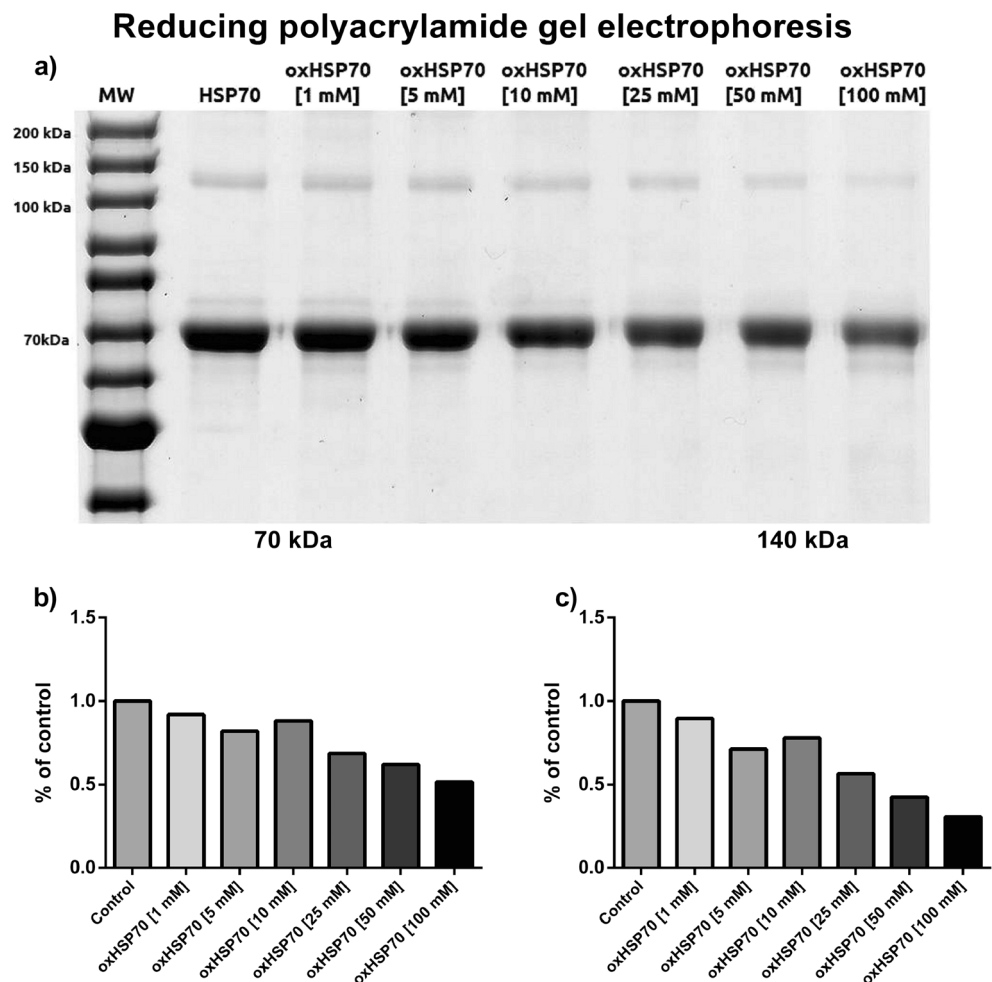 Reducing polyacrylamide gel electrophoresis
a)
MW
HSP70
oxHSP70
[1 mM]
oxHSP70
[5 mM]
oxHSP70
[10 mM]
oxHSP70
[25 mM]
oxHSP70
[50 mM]
oxHSP70
[100 mM]
200 kDa
150 kDa
100 kDa
70kDa
70 kDa
140 kDa
b)
% of control
1.5
1.0
0.5
0.0
Control
oxHSP70 [1 mM]
oxHSP70 [5 mM]
oxHSP70 [10 mM]
oxHSP70 [25 mM]
oxHSP70 [50 mM]
oxHSP70 [100 mM]
c)
% of control
1.5
1.0
0.5
0.0
Control
oxHSP70 [1 mM]
oxHSP70 [5 mM]
oxHSP70 [10 mM]
oxHSP70 [25 mM]
oxHSP70 [50 mM]
oxHSP70 [100 mM]